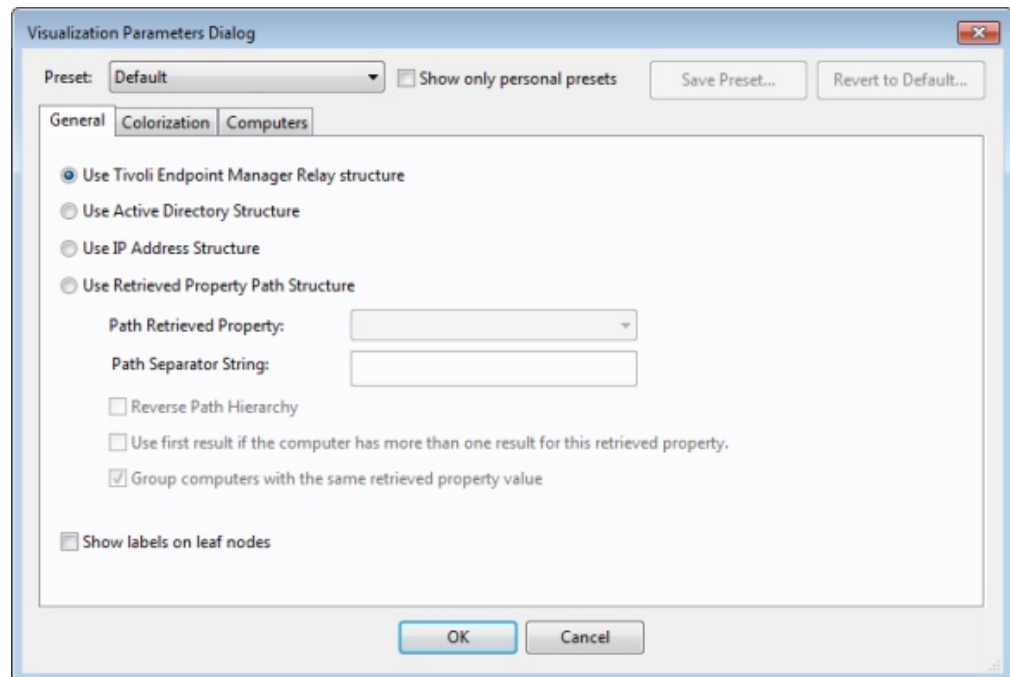 Visualization Parameters Dialog
Preset: Default Show only personal presets Save Preset... Revert to Default...
General Colorization Computers
Use Tivoli Endpoint Manager Relay structure
Use Active Directory Structure
Use IP Address Structure
Use Retrieved Property Path Structure
Path Retrieved Property:
Path Separator String:
Reverse Path Hierarchy
Use first result if the computer has more than one result for this retrieved property.
Group computers with the same retrieved property value
Show labels on leaf nodes
OK Cancel